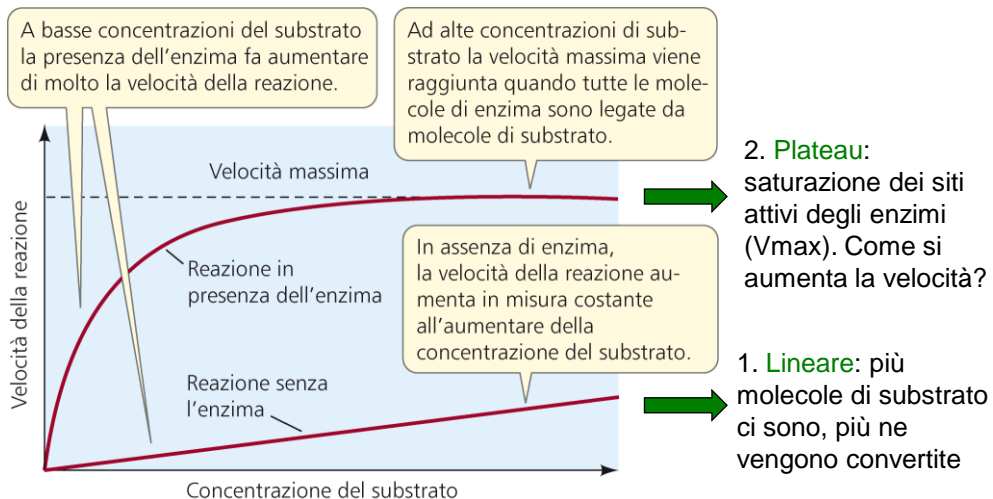 A basse concentrazioni del substrato
la presenza dell'enzima fa aumentare
di molto la velocità della reazione.
Ad alte concentrazioni di sub-
strato la velocità massima viene
raggiunta quando tutte le mole-
cole di enzima sono legate da
molecole di substrato.
Velocità massima
2. Plateau:
saturazione dei siti
attivi degli enzimi
(Vmax). Come si
aumenta la velocità?
Reazione in
presenza dell'enzima
In assenza di enzima,
la velocità della reazione au-
menta in misura costante
all'aumentare della
concentrazione del substrato.
Velocità della reazione
Reazione senza
l'enzima
1. Lineare: più
molecole di substrato
ci sono, più ne
vengono convertite
Concentrazione del substrato